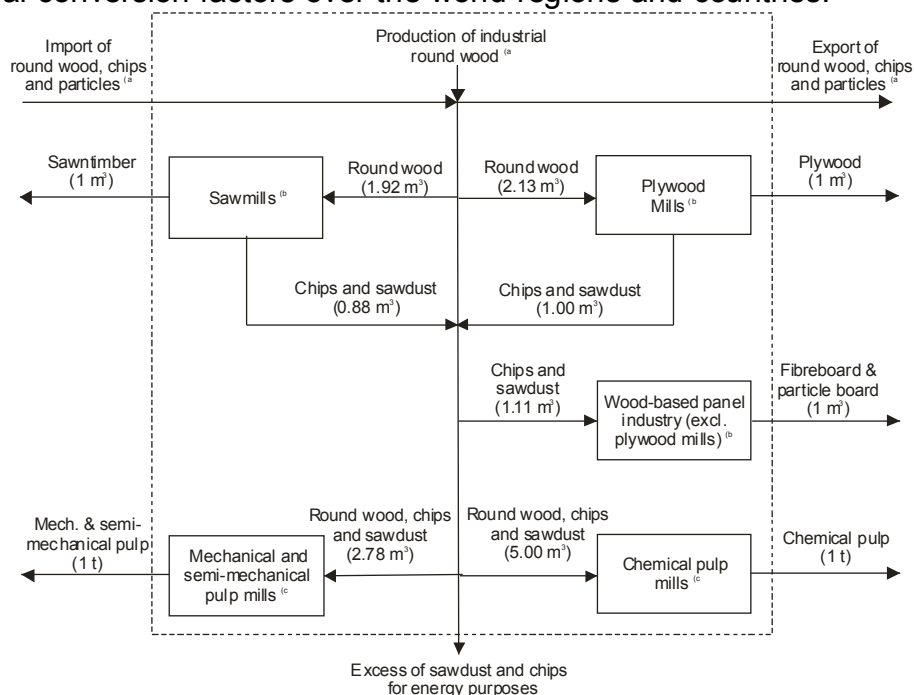 al conversion factors over the world regions and countries.
Import of
round wood, chips
and particles (a
Production of industrial
round wood (a
Export of
round wood, chips
and particles (a
Sawntimber
(1 m³)
Sawmills (b
Round wood
(1.92 m³)
Round wood
(2.13 m³)
Plywood
Mills (b
Plywood
(1 m³)
Chips and sawdust
(0.88 m³)
Chips and sawdust
(1.00 m³)
Chips and
sawdust
(1.11 m³)
Wood-based panel
industry (excl.
plywood mills) (b
Fibreboard &
particle board
(1 m³)
Mech. & semi-
mechanical pulp
(1 t)
Mechanical and
semi-mechanical
pulp mills (c
Round wood, chips
and sawdust
(2.78 m³)
Round wood, chips
and sawdust
(5.00 m³)
Chemical pulp
mills (c
Chemical pulp
(1 t)
Excess of sawdust and chips
for energy purposes